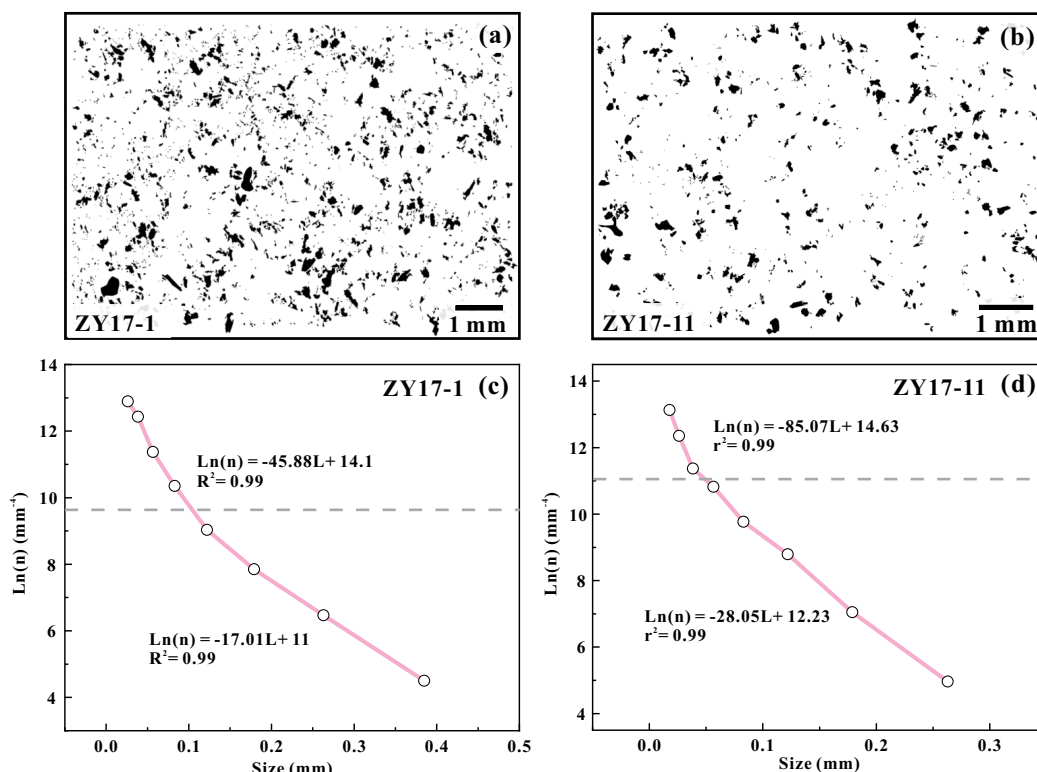 (a)
ZY17-1
1 mm
(b)
ZY17-11
1 mm
ZY17-1 (c)
14
12
10
8
6
4
Ln(n) (mm⁻⁴)
Ln(n) = -45.88L + 14.1
R² = 0.99
Ln(n) = -17.01L + 11
R² = 0.99
0.0 0.1 0.2 0.3 0.4 0.5
Size (mm)
ZY17-11 (d)
14
12
10
8
6
4
Ln(n) (mm⁻⁴)
Ln(n) = -85.07L + 14.63
r² = 0.99
Ln(n) = -28.05L + 12.23
r² = 0.99
0.0 0.1 0.2 0.3
Size (mm)